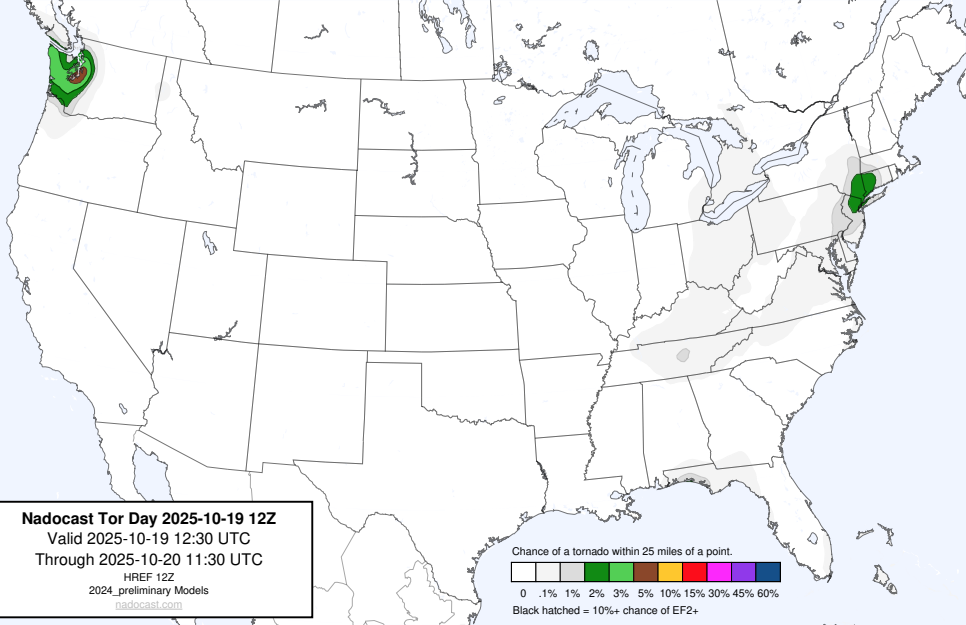 Nadocast Tor Day 2025-10-19 12Z
Valid 2025-10-19 12:30 UTC
Through 2025-10-20 11:30 UTC
HREF 12Z
2024_preliminary Models
nadocast.com
Chance of a tornado within 25 miles of a point.
0 .1% 1% 2% 3% 5% 10% 15% 30% 45% 60%
Black hatched = 10%+ chance of EF2+